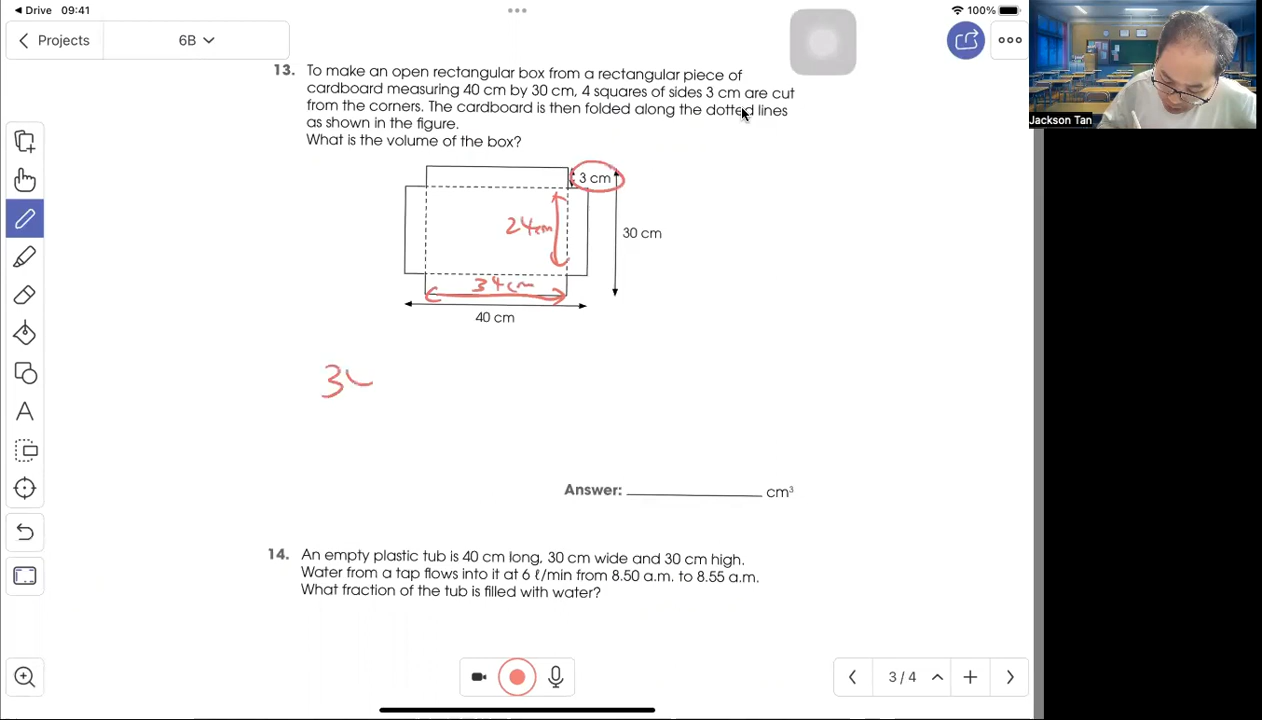 Drive 09:41
100%
Projects
6B
Jackson Tan
13. To make an open rectangular box from a rectangular piece of
cardboard measuring 40 cm by 30 cm, 4 squares of sides 3 cm are cut
from the corners. The cardboard is then folded along the dotted lines
as shown in the figure.
What is the volume of the box?
3 cm
24cm
30 cm
34cm
40 cm
Answer: ____________ cm³
14. An empty plastic tub is 40 cm long, 30 cm wide and 30 cm high.
Water from a tap flows into it at 6 ℓ/min from 8.50 a.m. to 8.55 a.m.
What fraction of the tub is filled with water?
A
3 / 4